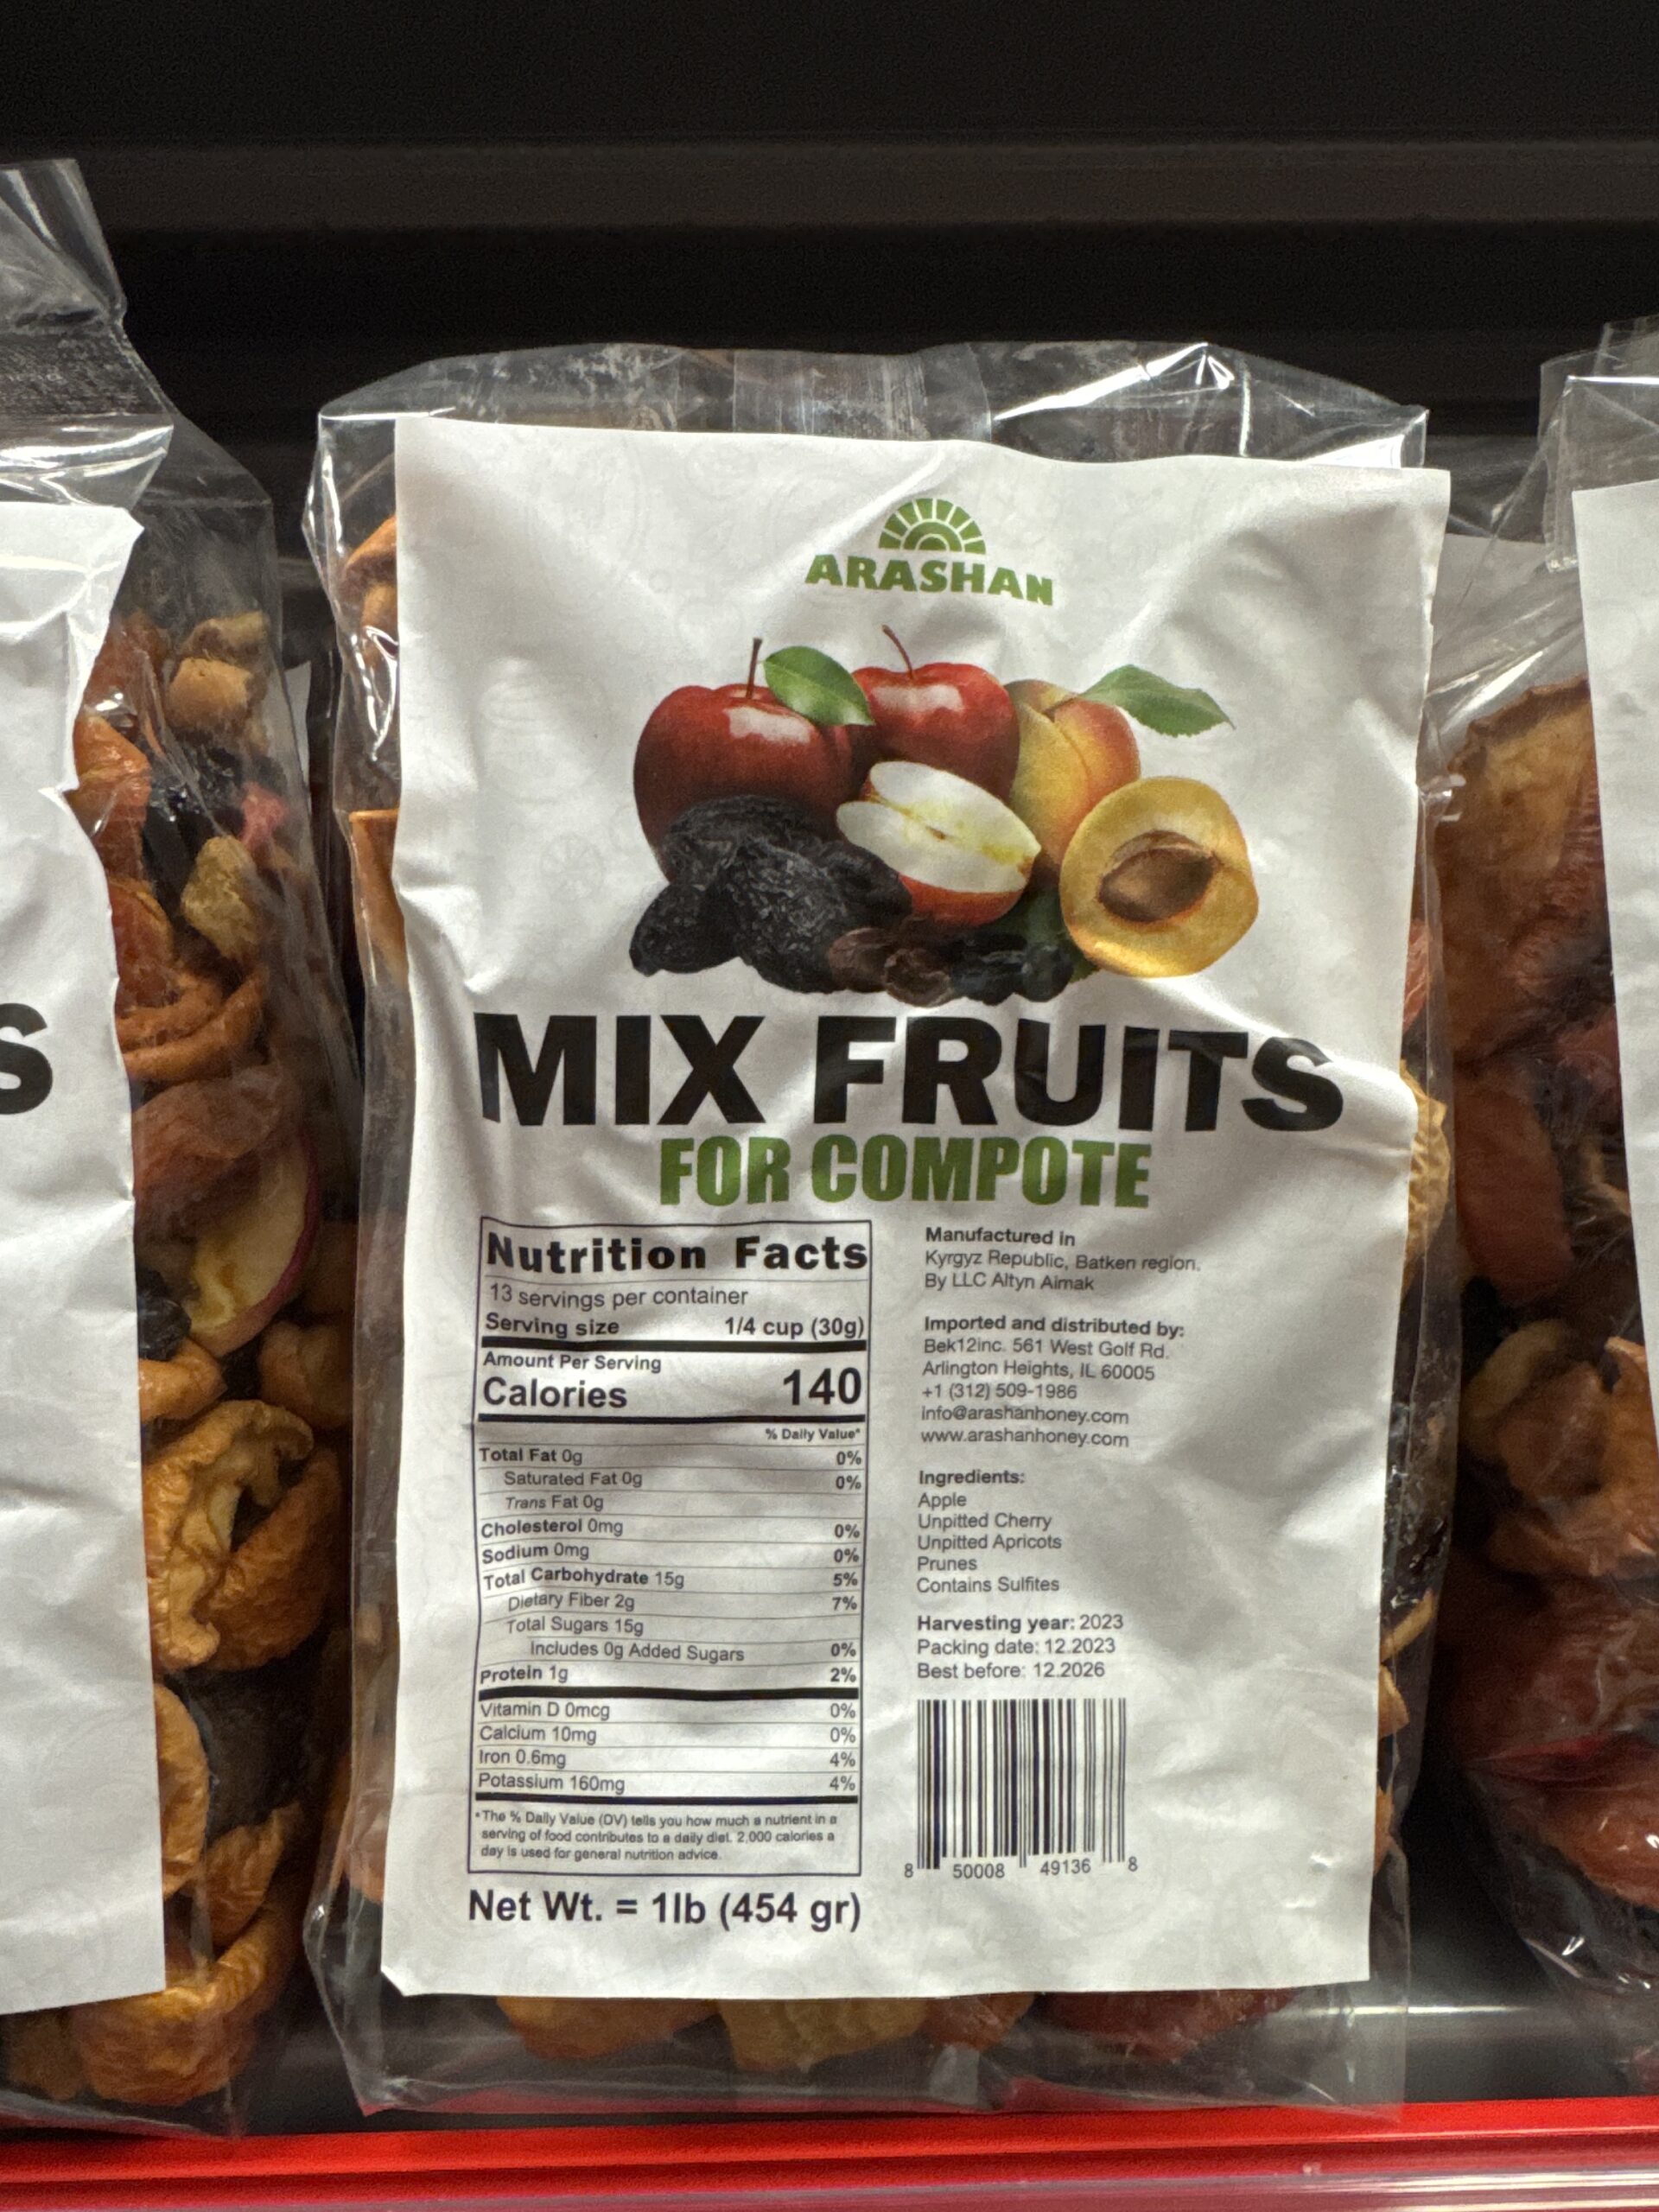 ARASHAN
MIX FRUITS
FOR COMPOTE
Nutrition Facts
13 servings per container
Serving size 1/4 cup (30g)
Amount Per Serving
Calories 140
% Daily Value*
Total Fat 0g 0%
Saturated Fat 0g 0%
Trans Fat 0g
Cholesterol 0mg 0%
Sodium 0mg 0%
Total Carbohydrate 15g 5%
Dietary Fiber 2g 7%
Total Sugars 15g
Includes 0g Added Sugars 0%
Protein 1g 2%
Vitamin D 0mcg 0%
Calcium 10mg 0%
Iron 0.6mg 4%
Potassium 160mg 4%
*The % Daily Value (DV) tells you how much a nutrient in a
serving of food contributes to a daily diet. 2,000 calories a
day is used for general nutrition advice.
Net Wt. = 1lb (454 gr)
Manufactured in
Kyrgyz Republic, Batken region.
By LLC Altyn Aimak
Imported and distributed by:
Bek12inc. 561 West Golf Rd.
Arlington Heights, IL 60005
+1 (312) 509-1986
info@arashanhoney.com
www.arashanhoney.com
Ingredients:
Apple
Unpitted Cherry
Unpitted Apricots
Prunes
Contains Sulfites
Harvesting year: 2023
Packing date: 12.2023
Best before: 12.2026
8 50008 49136 8
S